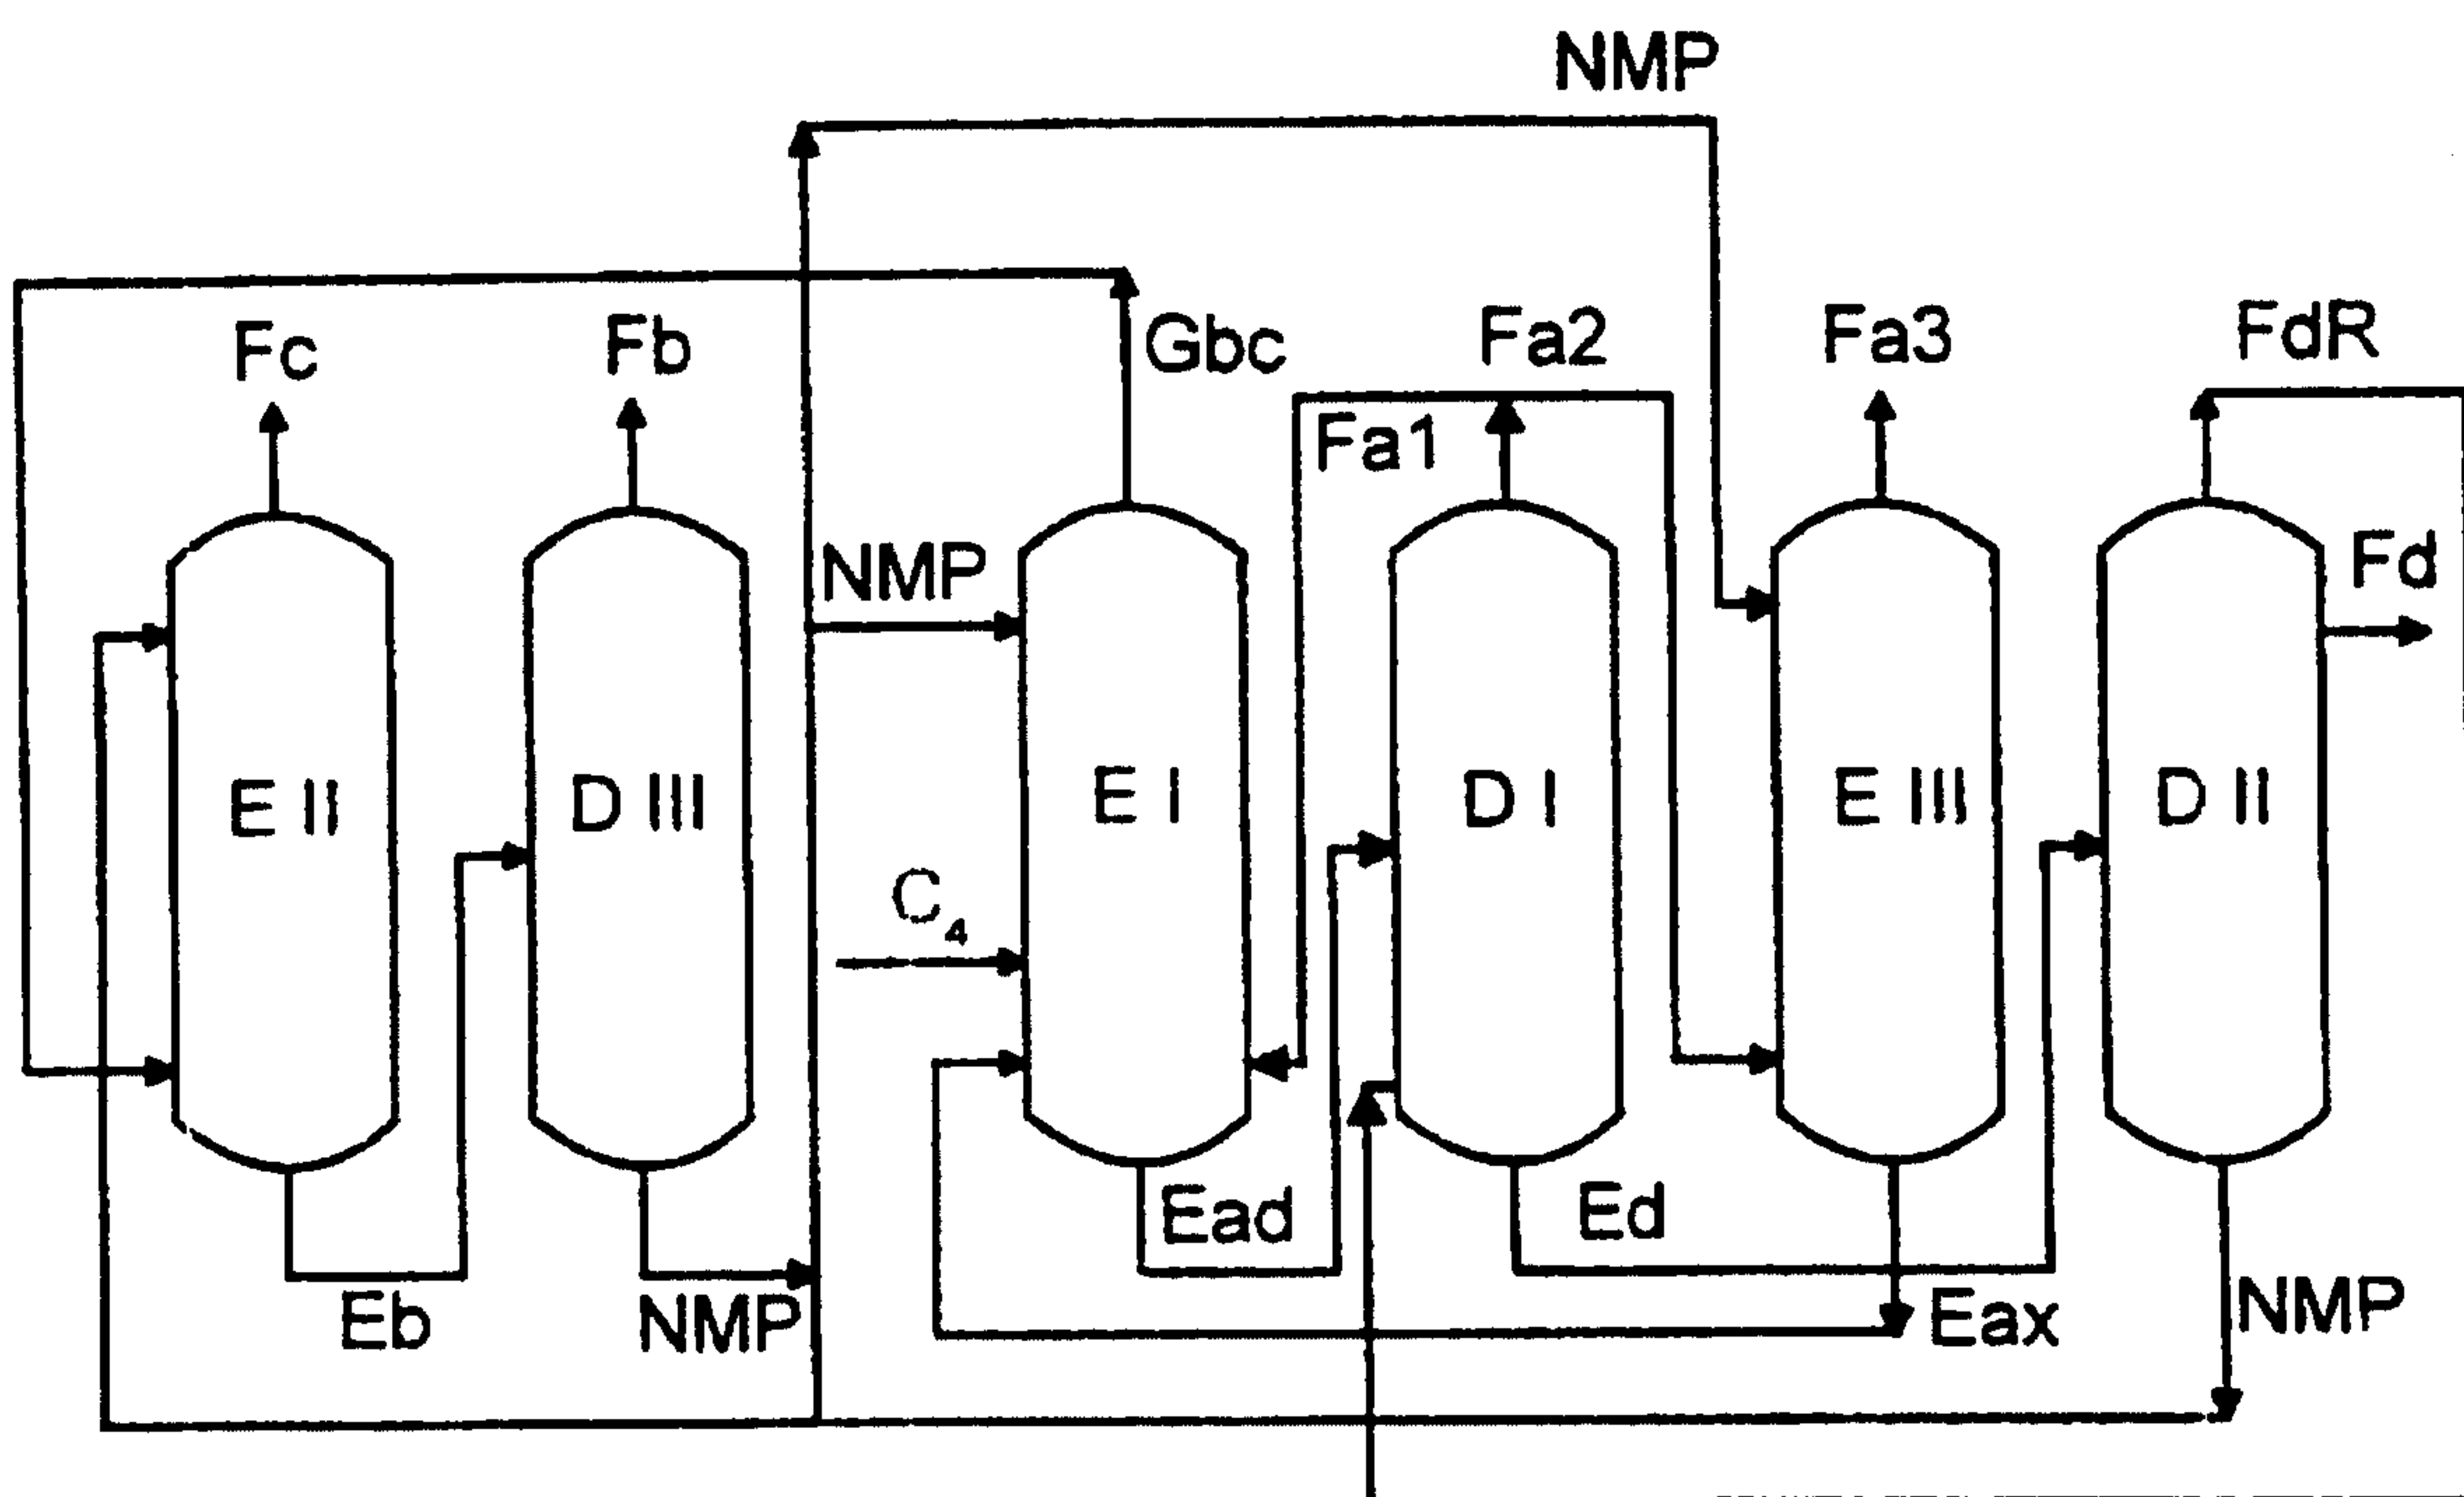 NMP
Fc
Fb
Gbc
Fa2
Fa3
FdR
Fa1
NMP
Fd
E II
D III
E I
D I
E III
D II
C₄
Ead
Ed
Eb
NMP
Eax
NMP